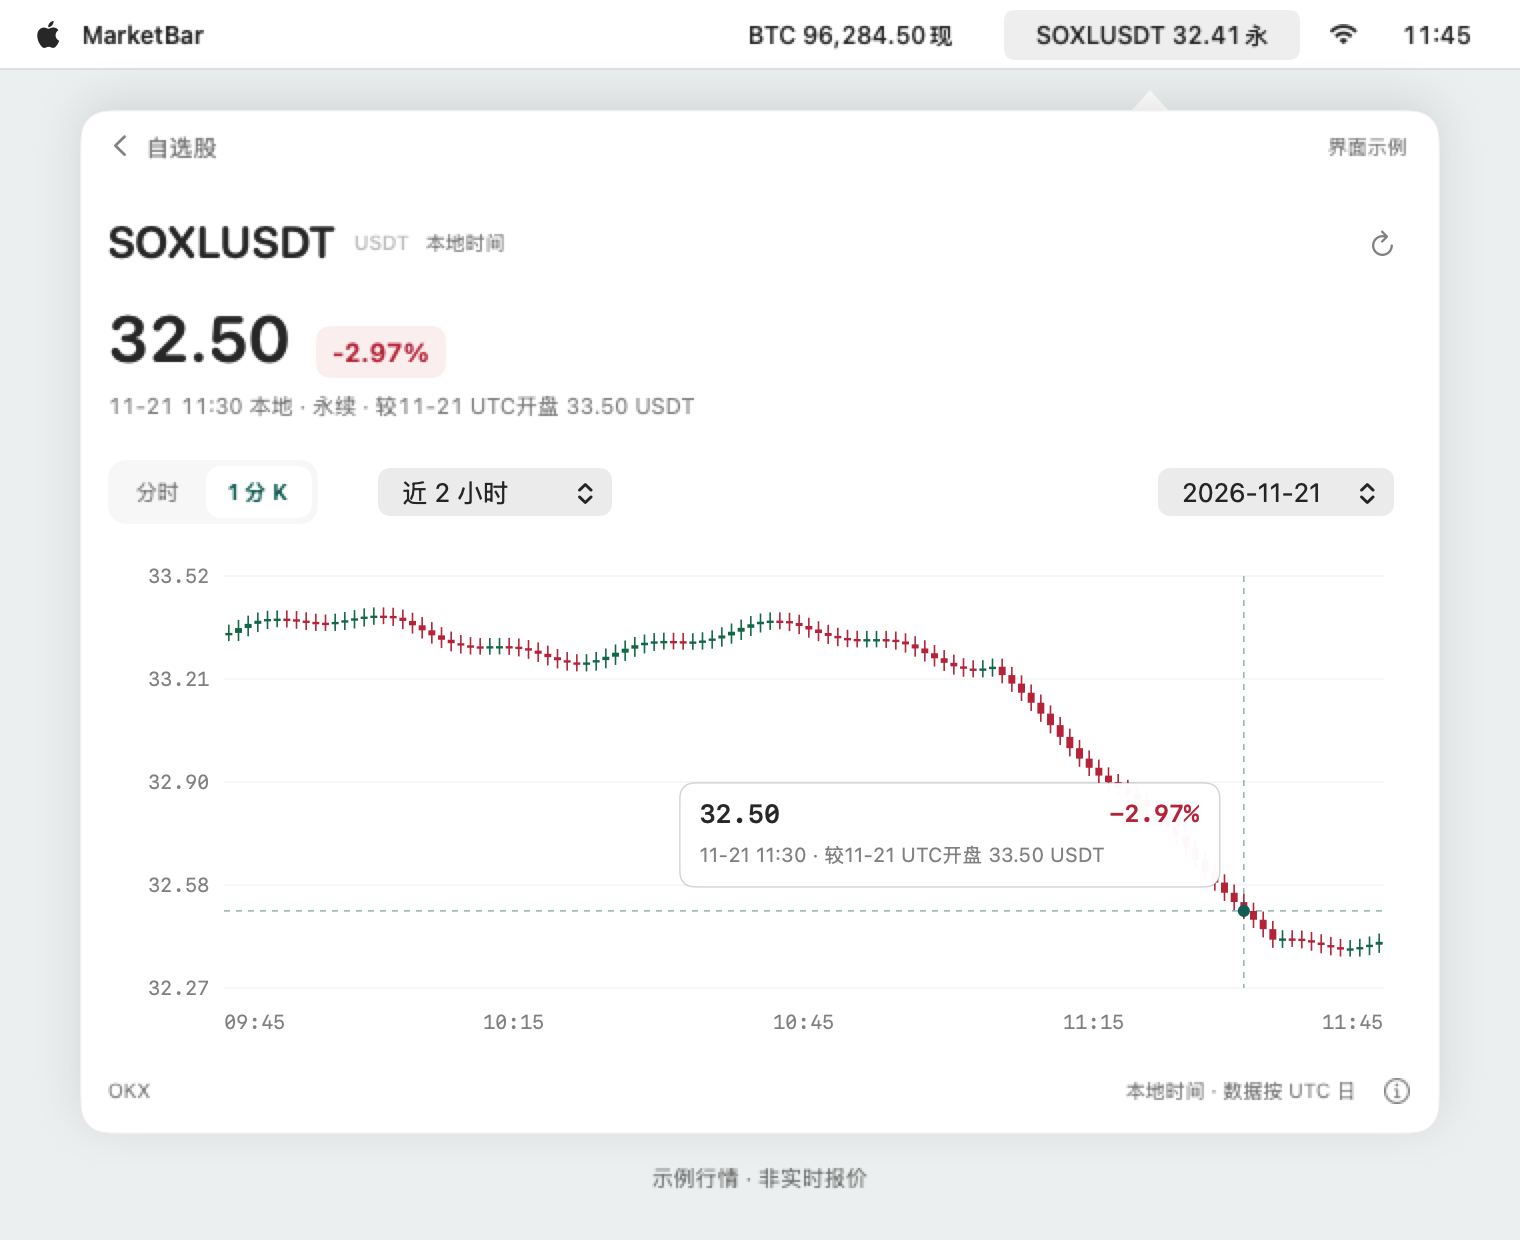 MarketBar BTC 96,284.50现 SOXLUSDT 32.41永 11:45
自选股 界面示例
SOXLUSDT USDT 本地时间
32.50 -2.97%
11-21 11:30 本地 · 永续 · 较11-21 UTC开盘 33.50 USDT
分时 1分K 近 2 小时 2026-11-21
33.52
33.21
32.90
32.50 −2.97%
11-21 11:30 · 较11-21 UTC开盘 33.50 USDT
32.58
32.27
09:45 10:15 10:45 11:15 11:45
OKX 本地时间 · 数据按 UTC 日
示例行情 · 非实时报价